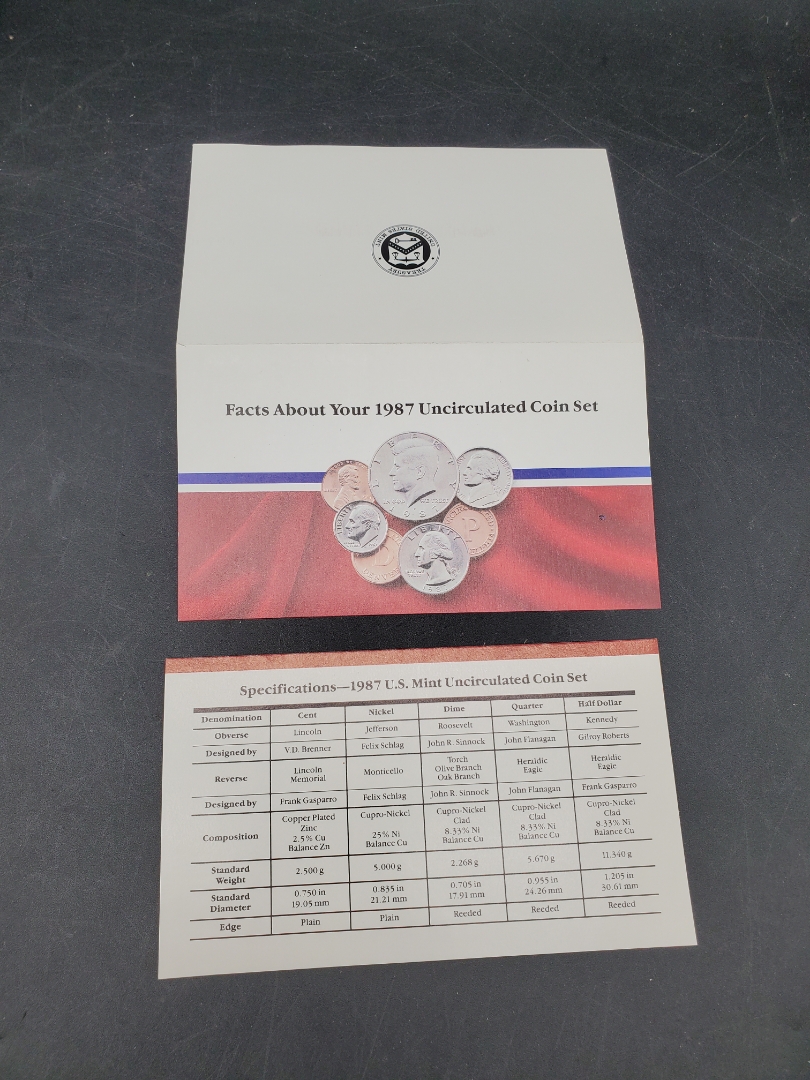 UNITED STATES MINT
TREASURY
Facts About Your 1987 Uncirculated Coin Set
LIBERTY
LIBERTY
Specifications—1987 U.S. Mint Uncirculated Coin Set
Denomination Cent Nickel Dime Quarter Half Dollar
Obverse Lincoln Jefferson Roosevelt Washington Kennedy
Designed by V.D. Brenner Felix Schlag John R. Sinnock John Flanagan Gilroy Roberts
Reverse Lincoln Memorial Monticello Torch Olive Branch Oak Branch Heraldic Eagle Heraldic Eagle
Designed by Frank Gasparro Felix Schlag John R. Sinnock John Flanagan Frank Gasparro
Composition Copper Plated Zinc 2.5% Cu Balance Zn Cupro-Nickel 25% Ni Balance Cu Cupro-Nickel Clad 8.33% Ni Balance Cu Cupro-Nickel Clad 8.33% Ni Balance Cu Cupro-Nickel Clad 8.33% Ni Balance Cu
Standard Weight 2.500 g 5.000 g 2.268 g 5.670 g 11.340 g
Standard Diameter 0.750 in 19.05 mm 0.835 in 21.21 mm 0.705 in 17.91 mm 0.955 in 24.26 mm 1.205 in 30.61 mm
Edge Plain Plain Reeded Reeded Reeded